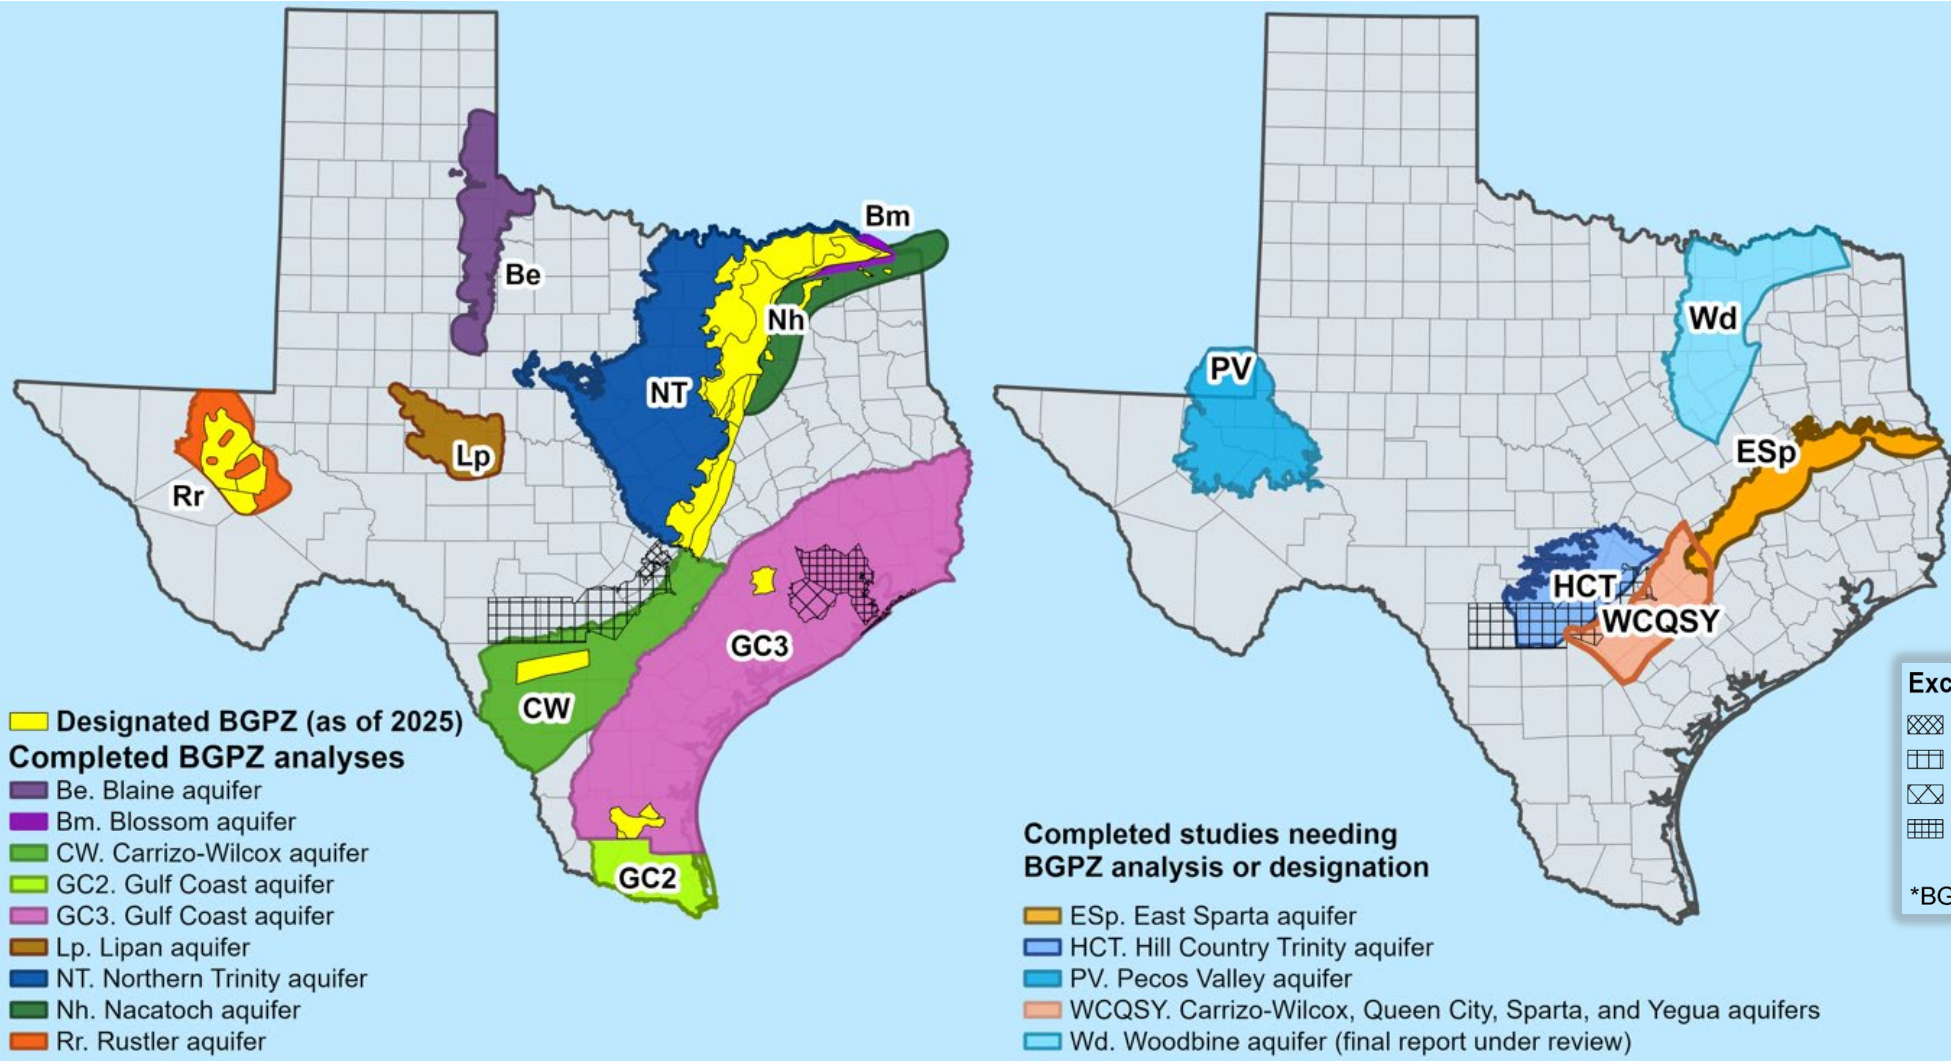 Bm
Be
Nh
NT
Lp
Rr
GC3
CW
GC2
Designated BGPZ (as of 2025)
Completed BGPZ analyses
Be. Blaine aquifer
Bm. Blossom aquifer
CW. Carrizo-Wilcox aquifer
GC2. Gulf Coast aquifer
GC3. Gulf Coast aquifer
Lp. Lipan aquifer
NT. Northern Trinity aquifer
Nh. Nacatoch aquifer
Rr. Rustler aquifer
Wd
PV
ESp
HCT
WCQSY
Completed studies needing
BGPZ analysis or designation
ESp. East Sparta aquifer
HCT. Hill Country Trinity aquifer
PV. Pecos Valley aquifer
WCQSY. Carrizo-Wilcox, Queen City, Sparta, and Yegua aquifers
Wd. Woodbine aquifer (final report under review)
Exc
*BG